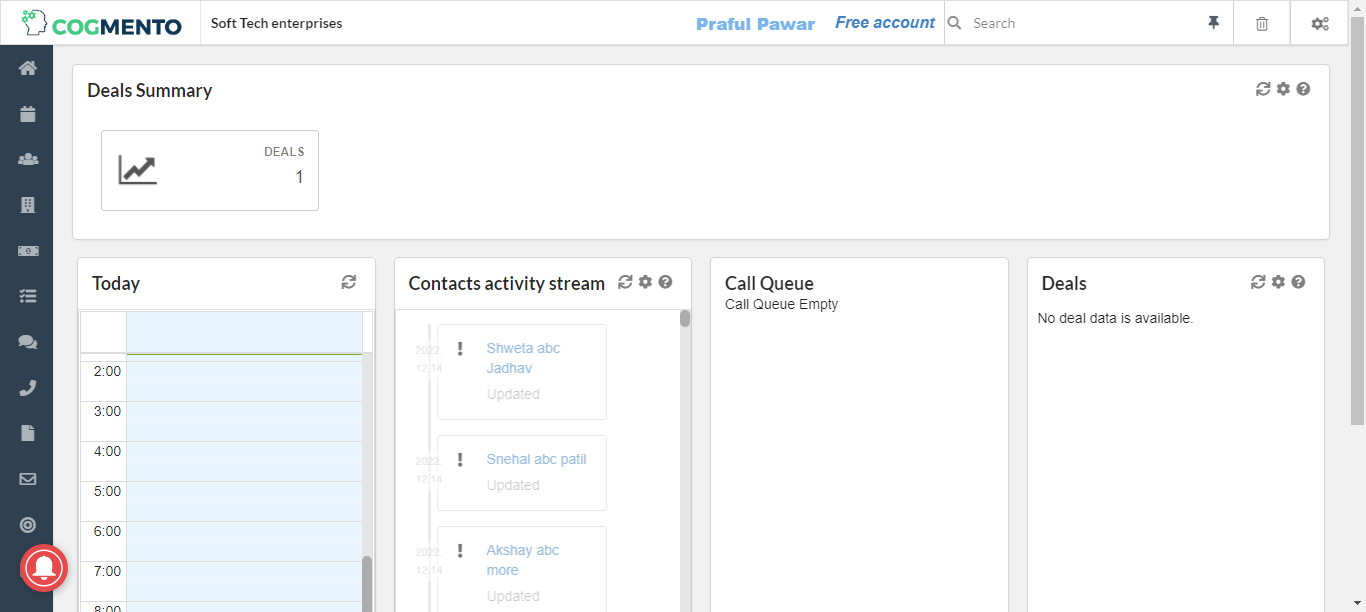 COGMENTO
Soft Tech enterprises
Praful Pawar
Free account
Search
Deals Summary
DEALS
1
Today
2:00
3:00
4:00
5:00
6:00
7:00
8:00
Contacts activity stream
2022.
12.14
Shweta abc
Jadhav
Updated
2022.
12.14
Snehal abc patil
Updated
2022.
12.14
Akshay abc
more
Updated
Call Queue
Call Queue Empty
Deals
No deal data is available.